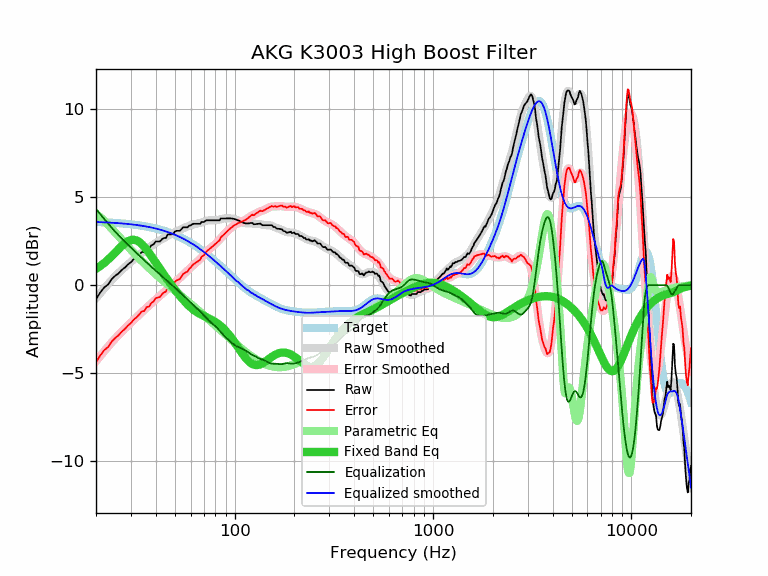 AKG K3003 High Boost Filter
Amplitude (dBr)
10
5
0
−5
−10
Target
Raw Smoothed
Error Smoothed
Raw
Error
Parametric Eq
Fixed Band Eq
Equalization
Equalized smoothed
100
1000
10000
Frequency (Hz)